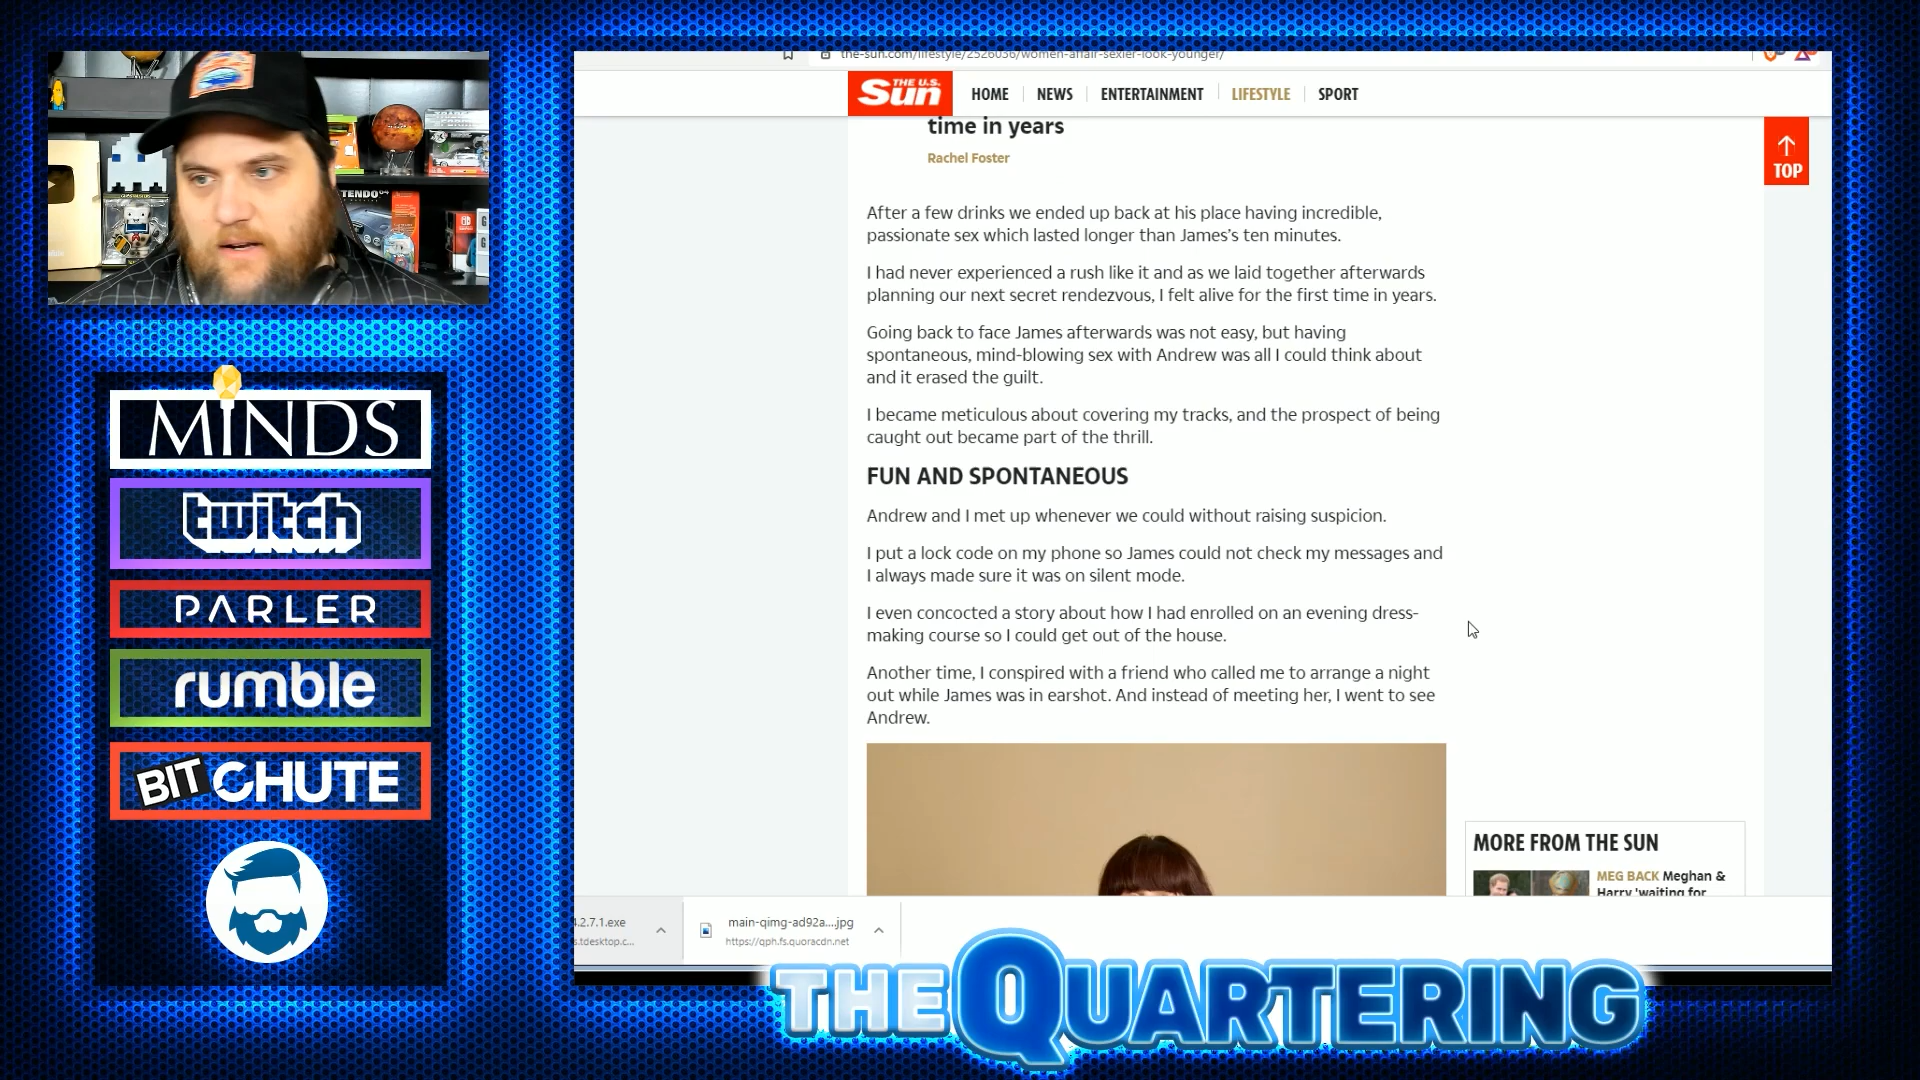 NTENDO
MINDS
twitch
PARLER
rumble
BIT CHUTE
the-sun.com/lifestyle/2526036/women-affair-sexier-look-younger/
THE U.S.
Sun
HOME
NEWS
ENTERTAINMENT
LIFESTYLE
SPORT
time in years
Rachel Foster
TOP
After a few drinks we ended up back at his place having incredible,
passionate sex which lasted longer than James's ten minutes.
I had never experienced a rush like it and as we laid together afterwards
planning our next secret rendezvous, I felt alive for the first time in years.
Going back to face James afterwards was not easy, but having
spontaneous, mind-blowing sex with Andrew was all I could think about
and it erased the guilt.
I became meticulous about covering my tracks, and the prospect of being
caught out became part of the thrill.
FUN AND SPONTANEOUS
Andrew and I met up whenever we could without raising suspicion.
I put a lock code on my phone so James could not check my messages and
I always made sure it was on silent mode.
I even concocted a story about how I had enrolled on an evening dress-
making course so I could get out of the house.
Another time, I conspired with a friend who called me to arrange a night
out while James was in earshot. And instead of meeting her, I went to see
Andrew.
MORE FROM THE SUN
MEG BACK Meghan &
Harry 'waiting for
4.2.7.1.exe
s.tdesktop.c...
main-qimg-ad92a....jpg
https://qph.fs.quoracdn.net
THE QUARTERING